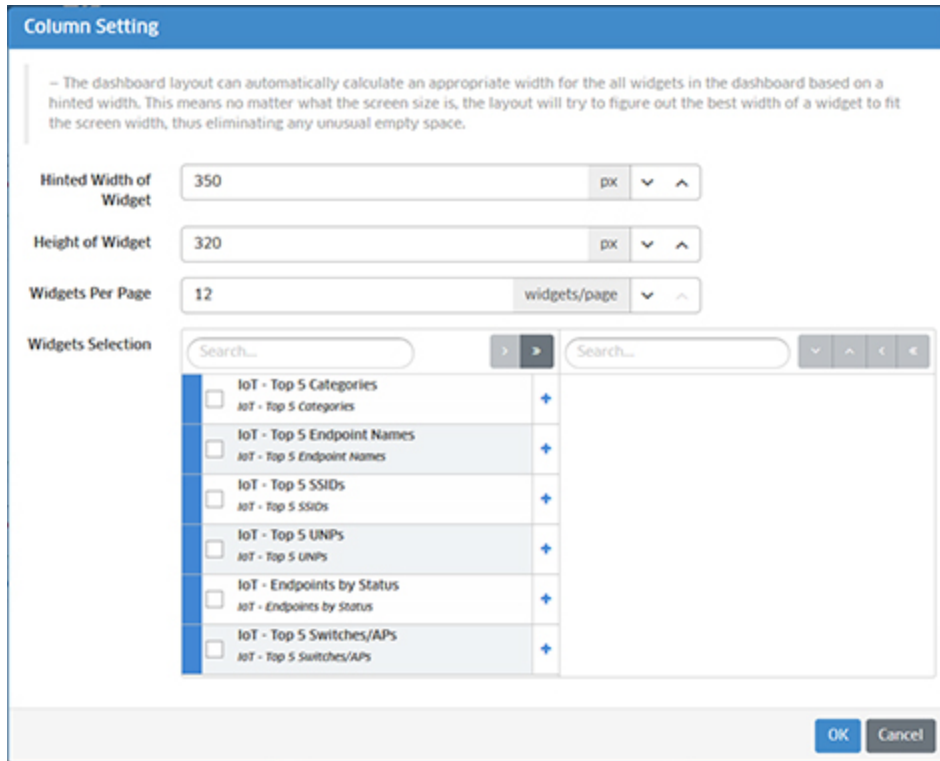 Column Setting
– The dashboard layout can automatically calculate an appropriate width for the all widgets in the dashboard based on a
hinted width. This means no matter what the screen size is, the layout will try to figure out the best width of a widget to fit
the screen width, thus eliminating any unusual empty space.
Hinted Width of
Widget
350
px
Height of Widget
320
px
Widgets Per Page
12
widgets/page
Widgets Selection
Search...
Search...
IoT - Top 5 Categories
IoT - Top 5 Categories
IoT - Top 5 Endpoint Names
IoT - Top 5 Endpoint Names
IoT - Top 5 SSIDs
IoT - Top 5 SSIDs
IoT - Top 5 UNPs
IoT - Top 5 UNPs
IoT - Endpoints by Status
IoT - Endpoints by Status
IoT - Top 5 Switches/APs
IoT - Top 5 Switches/APs
OK
Cancel